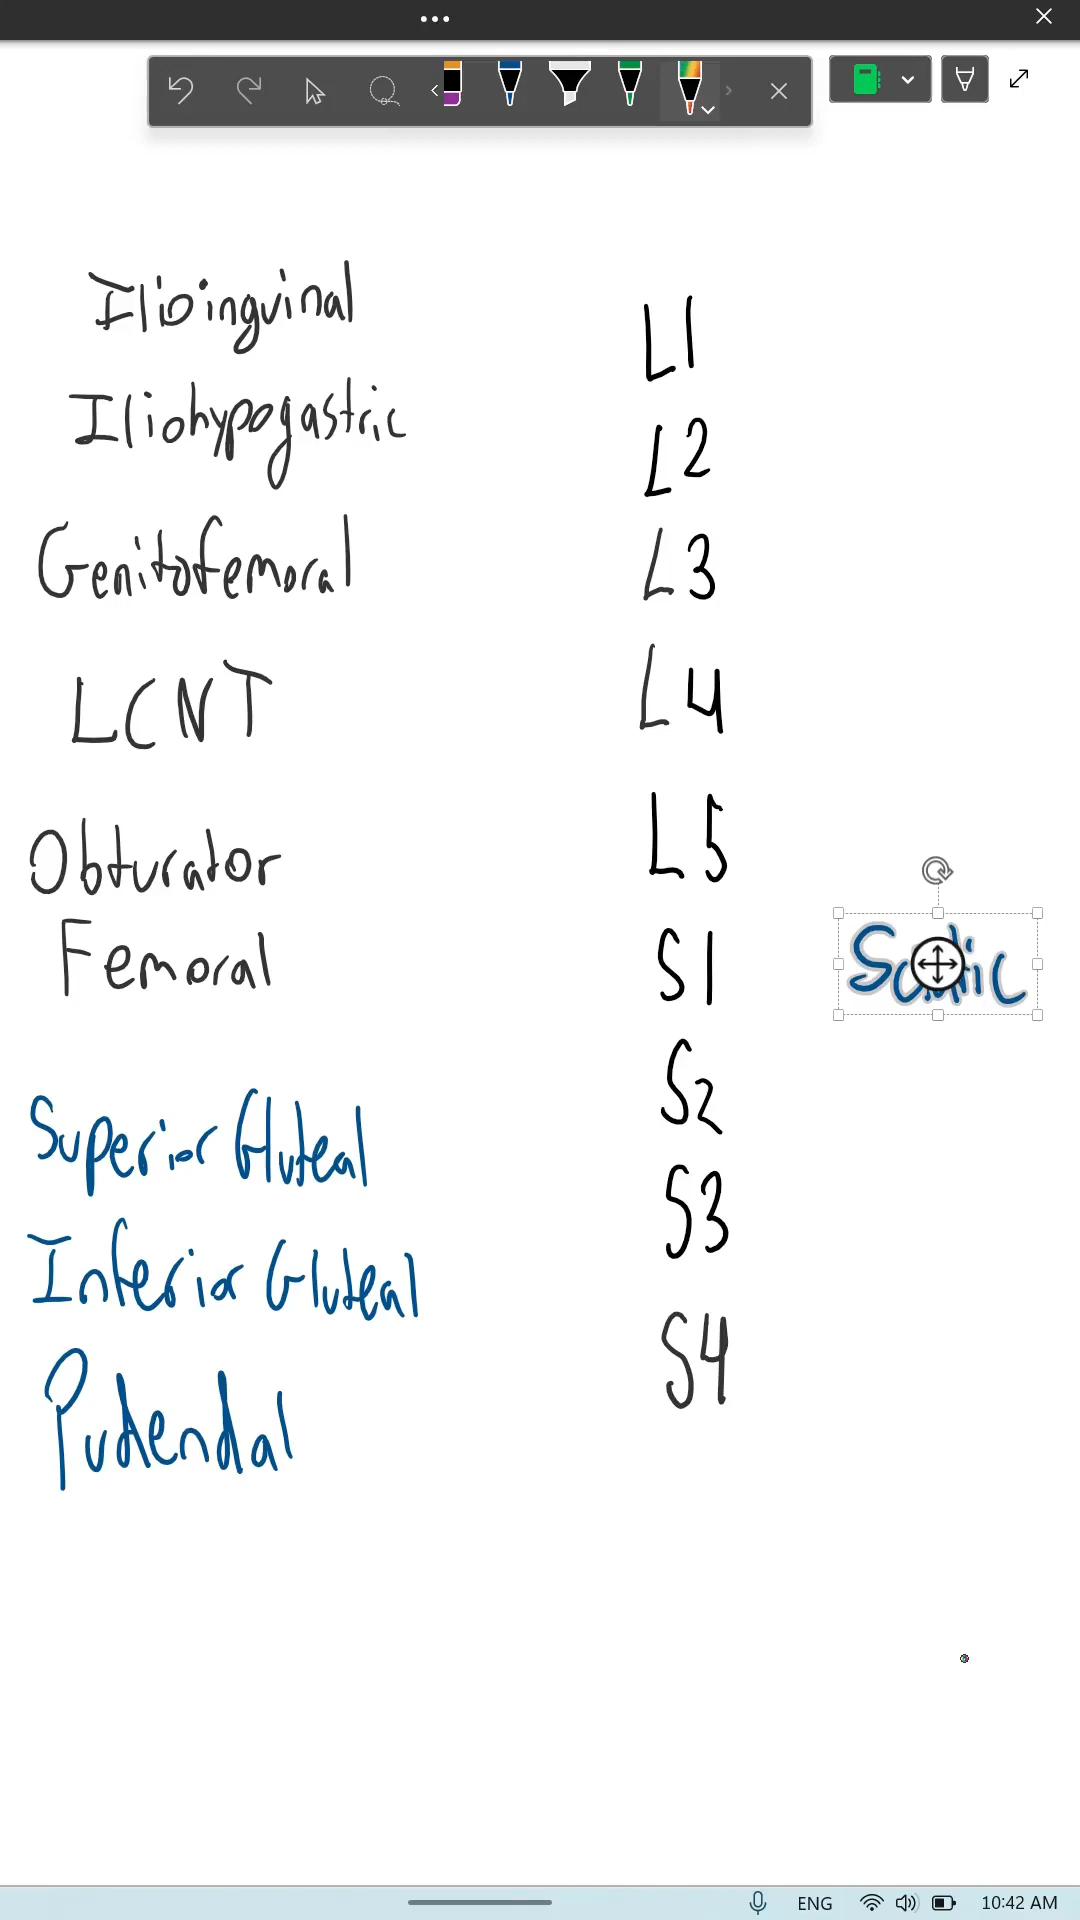 Ilioinguinal
Iliohypogastric
Genitofemoral
LCNT
Obturator
Femoral
Superior Gluteal
Inferior Gluteal
Pudendal
L1
L2
L3
L4
L5
S1
S2
S3
S4
ENG
10:42 AM